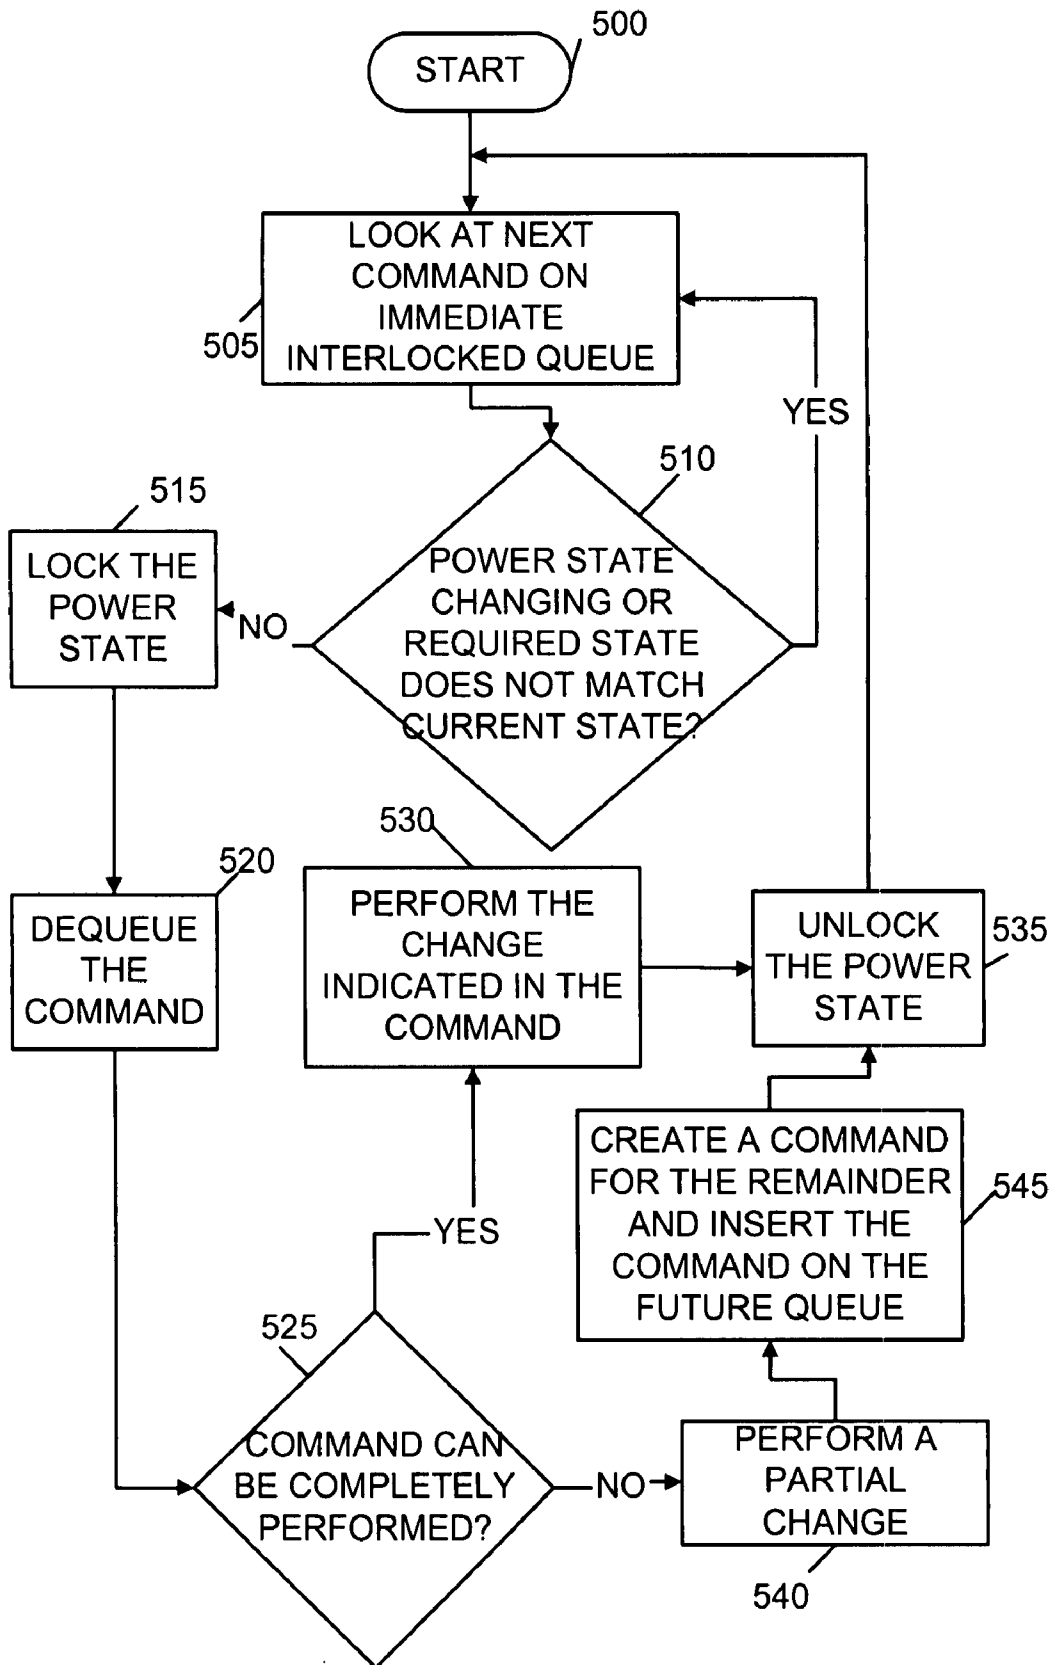 500
START
LOOK AT NEXT
COMMAND ON
IMMEDIATE
INTERLOCKED QUEUE
505
YES
510
515
POWER STATE
CHANGING OR
REQUIRED STATE
DOES NOT MATCH
CURRENT STATE?
LOCK THE
POWER
STATE
NO
530
520
PERFORM THE
CHANGE
INDICATED IN THE
COMMAND
DEQUEUE
THE
COMMAND
UNLOCK
THE POWER
STATE
535
CREATE A COMMAND
FOR THE REMAINDER
AND INSERT THE
COMMAND ON THE
FUTURE QUEUE
545
YES
525
COMMAND CAN
BE COMPLETELY
PERFORMED?
NO
PERFORM A
PARTIAL
CHANGE
540